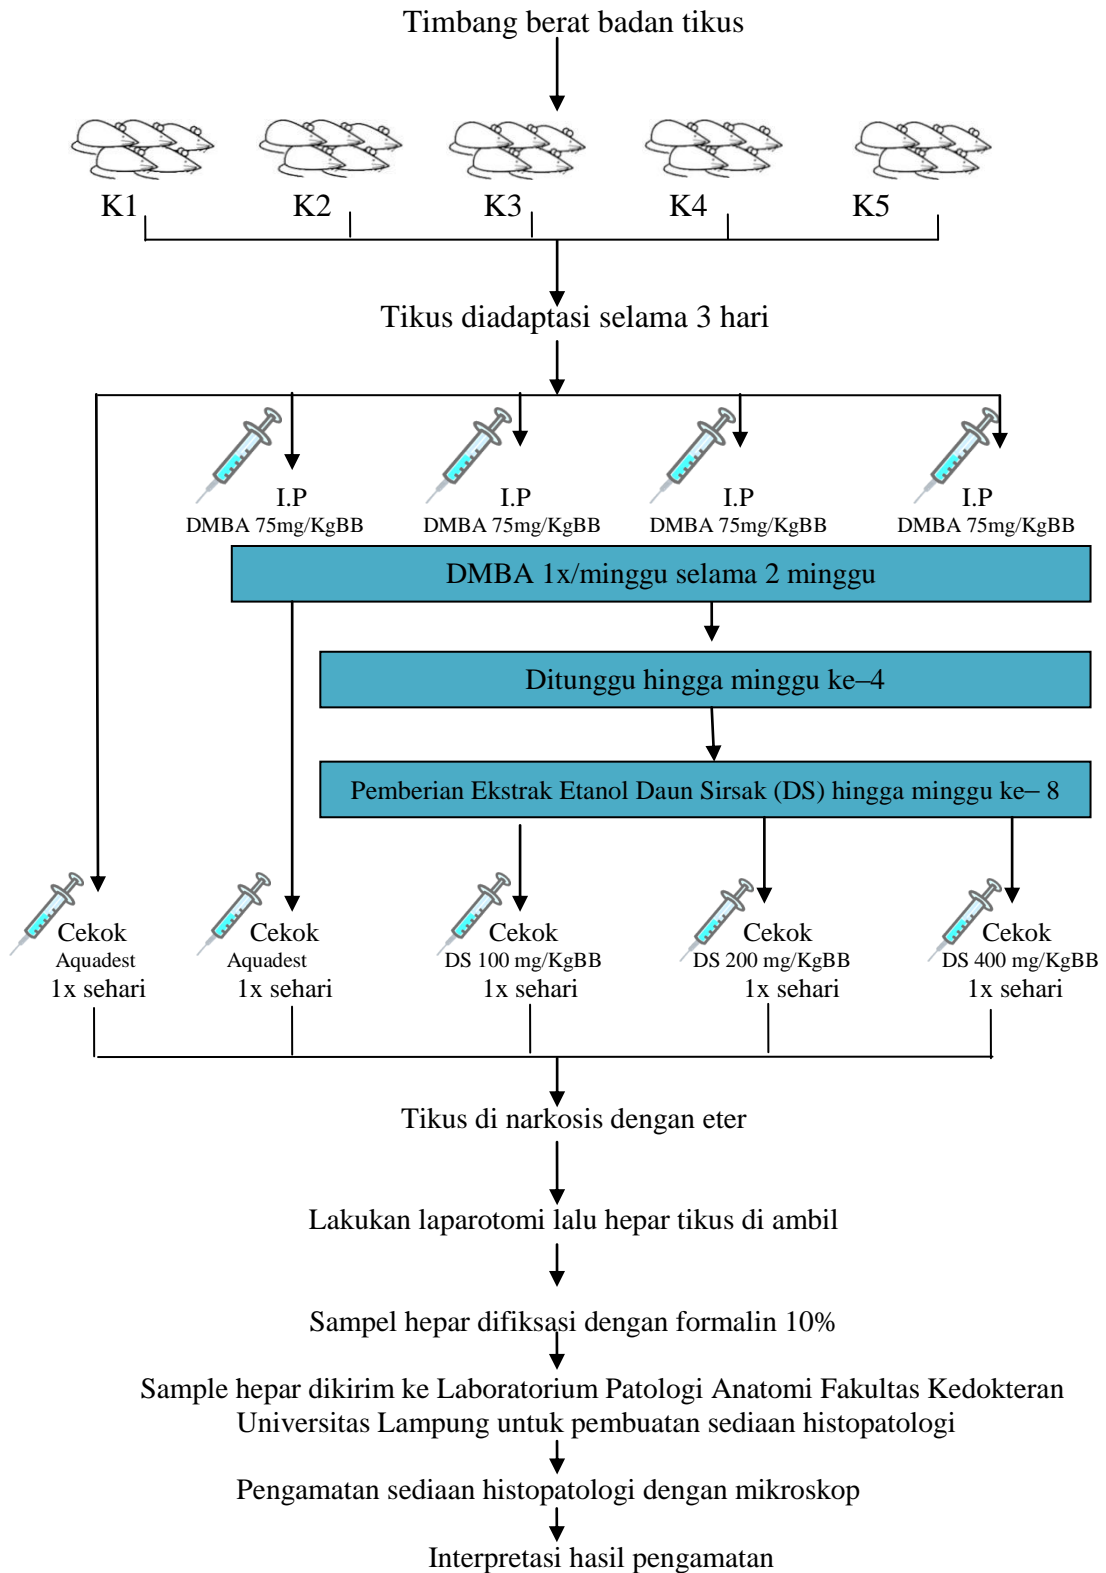 Timbang berat badan tikus
K1
K2
K3
K4
K5
Tikus diadaptasi selama 3 hari
I.P
DMBA 75mg/KgBB
I.P
DMBA 75mg/KgBB
I.P
DMBA 75mg/KgBB
I.P
DMBA 75mg/KgBB
DMBA 1x/minggu selama 2 minggu
Ditunggu hingga minggu ke–4
Pemberian Ekstrak Etanol Daun Sirsak (DS) hingga minggu ke– 8
Cekok
Aquadest
1x sehari
Cekok
Aquadest
1x sehari
Cekok
DS 100 mg/KgBB
1x sehari
Cekok
DS 200 mg/KgBB
1x sehari
Cekok
DS 400 mg/KgBB
1x sehari
Tikus di narkosis dengan eter
Lakukan laparotomi lalu hepar tikus di ambil
Sampel hepar difiksasi dengan formalin 10%
Sample hepar dikirim ke Laboratorium Patologi Anatomi Fakultas Kedokteran
Universitas Lampung untuk pembuatan sediaan histopatologi
Pengamatan sediaan histopatologi dengan mikroskop
Interpretasi hasil pengamatan